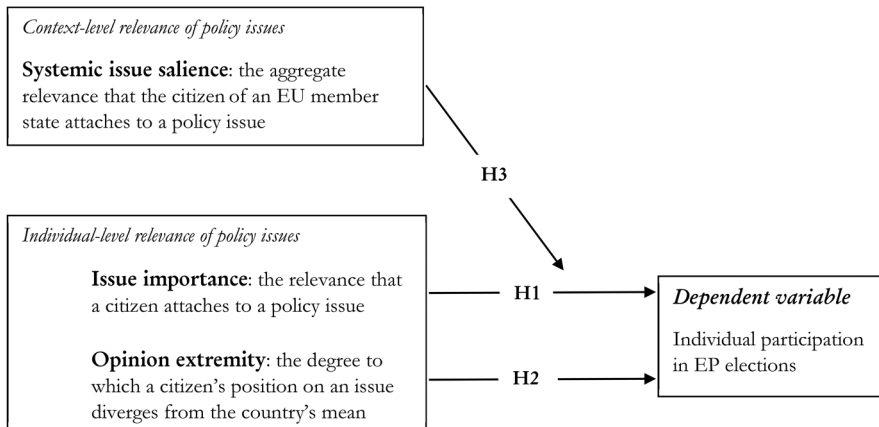 Context-level relevance of policy issues
Systemic issue salience: the aggregate
relevance that the citizen of an EU member
state attaches to a policy issue
H3
Individual-level relevance of policy issues
Issue importance: the relevance that
a citizen attaches to a policy issue
H1
Opinion extremity: the degree to
which a citizen’s position on an issue
diverges from the country’s mean
H2
Dependent variable
Individual participation
in EP elections